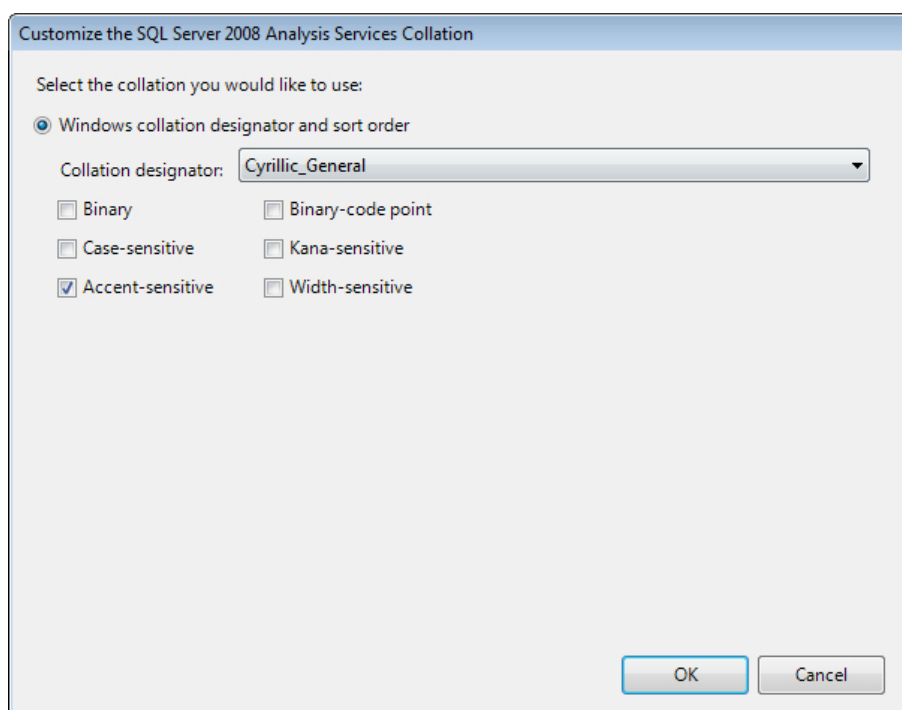 Customize the SQL Server 2008 Analysis Services Collation
Select the collation you would like to use:
Windows collation designator and sort order
Collation designator: Cyrillic_General
Binary Binary-code point
Case-sensitive Kana-sensitive
Accent-sensitive Width-sensitive
OK Cancel